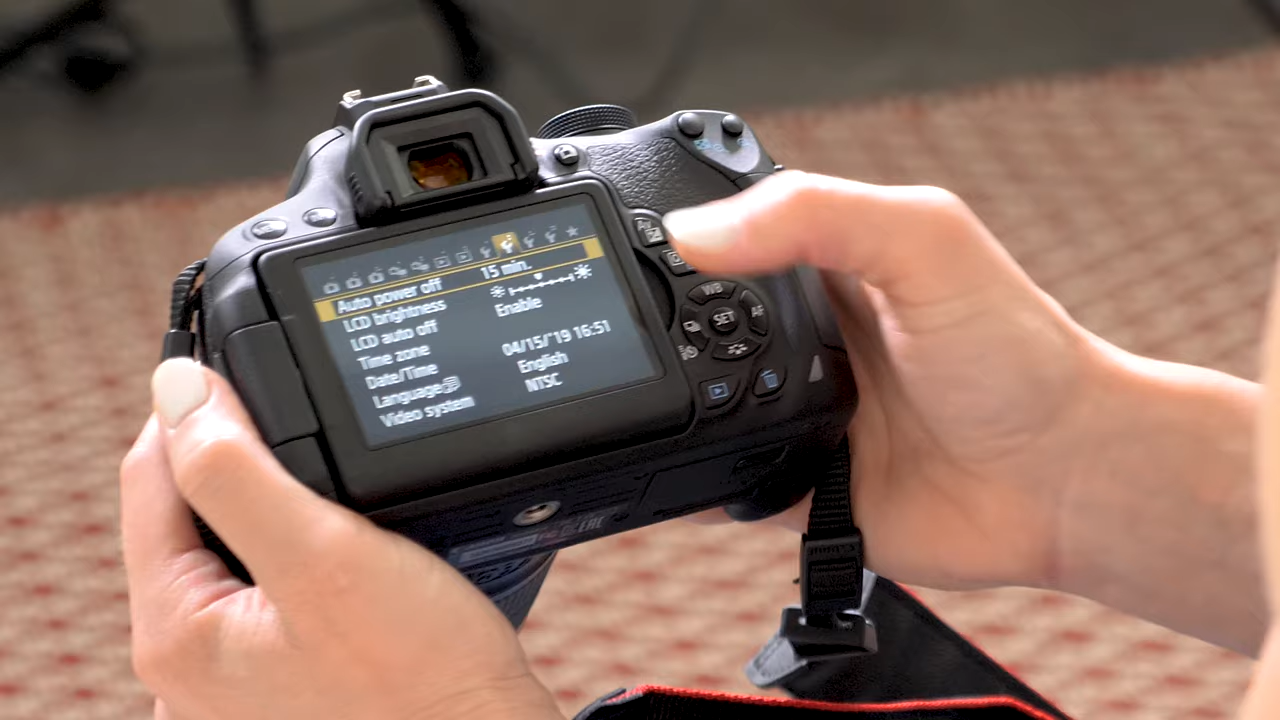 Auto power off 15 min.
LCD brightness
LCD auto off Enable
Time zone
Date/Time 04/15/'19 16:51
Language English
Video system NTSC
Av
Q
WB
AF
SET